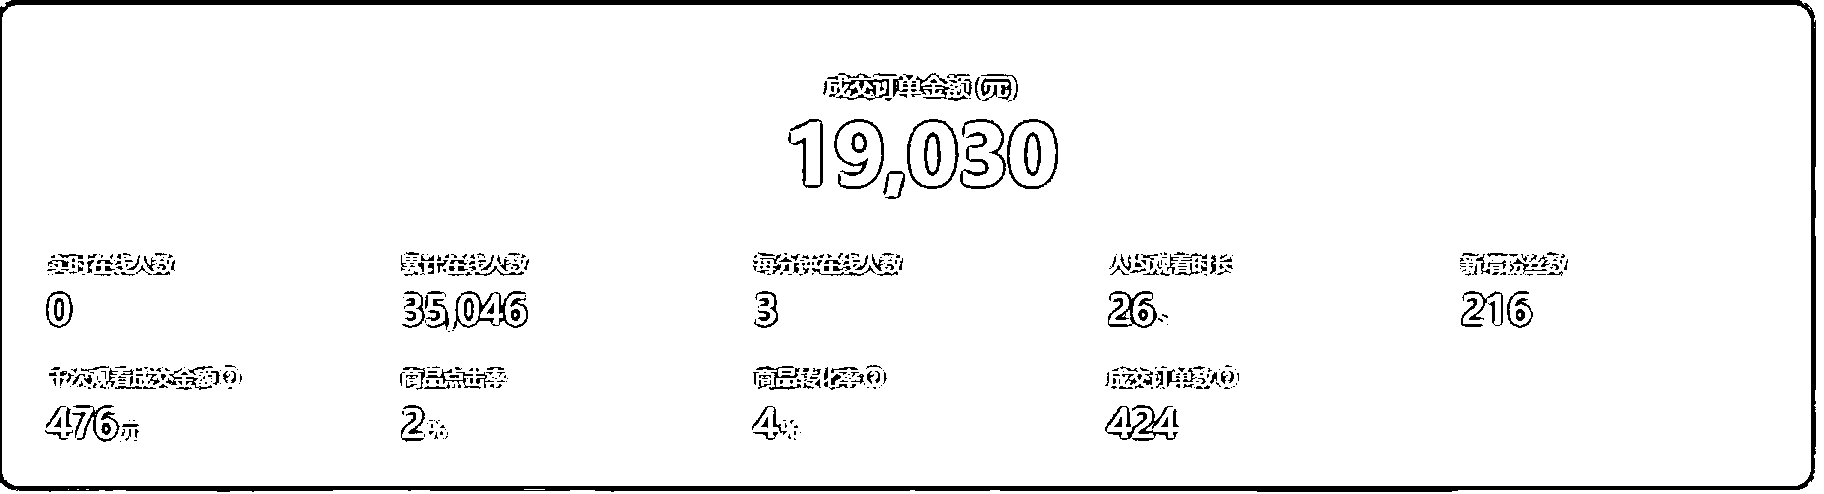 成交订单金额 (元)
19,030
实时在线人数 累计在线人数 每分钟在线人数 人均观看时长 新增粉丝数
0 35,046 3 26 216
千次观看成交金额 商品点击率 商品转化率 成交订单数
476元 2% 4% 424